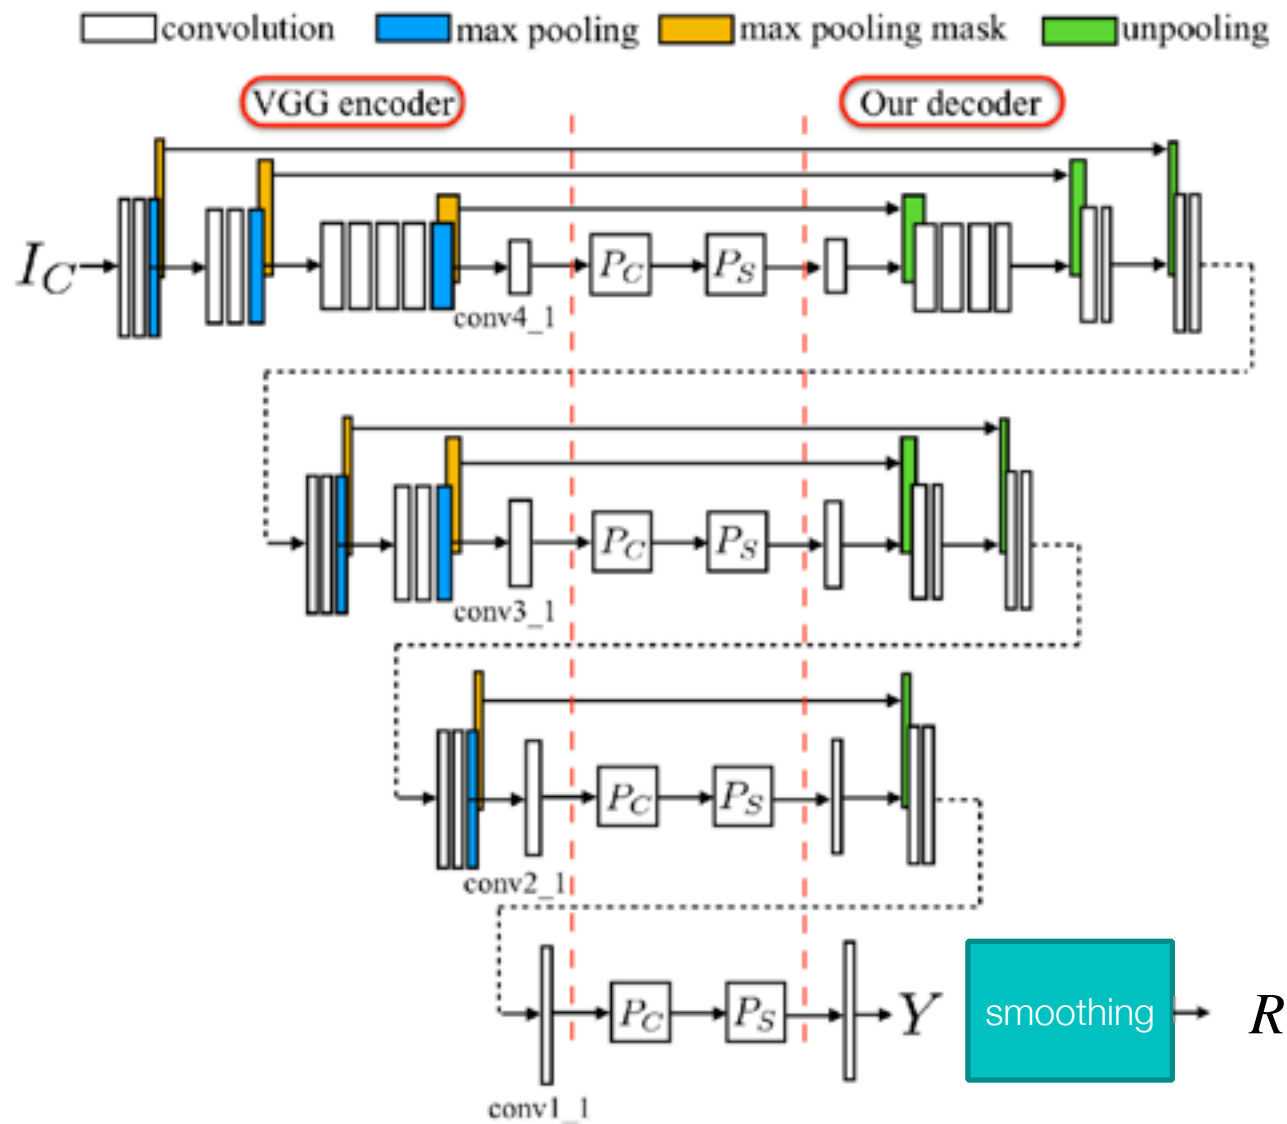 convolution max pooling max pooling mask unpooling
VGG encoder Our decoder
I_C P_C P_S
conv4_1
P_C P_S
conv3_1
P_C P_S
conv2_1
P_C P_S Y smoothing R
conv1_1